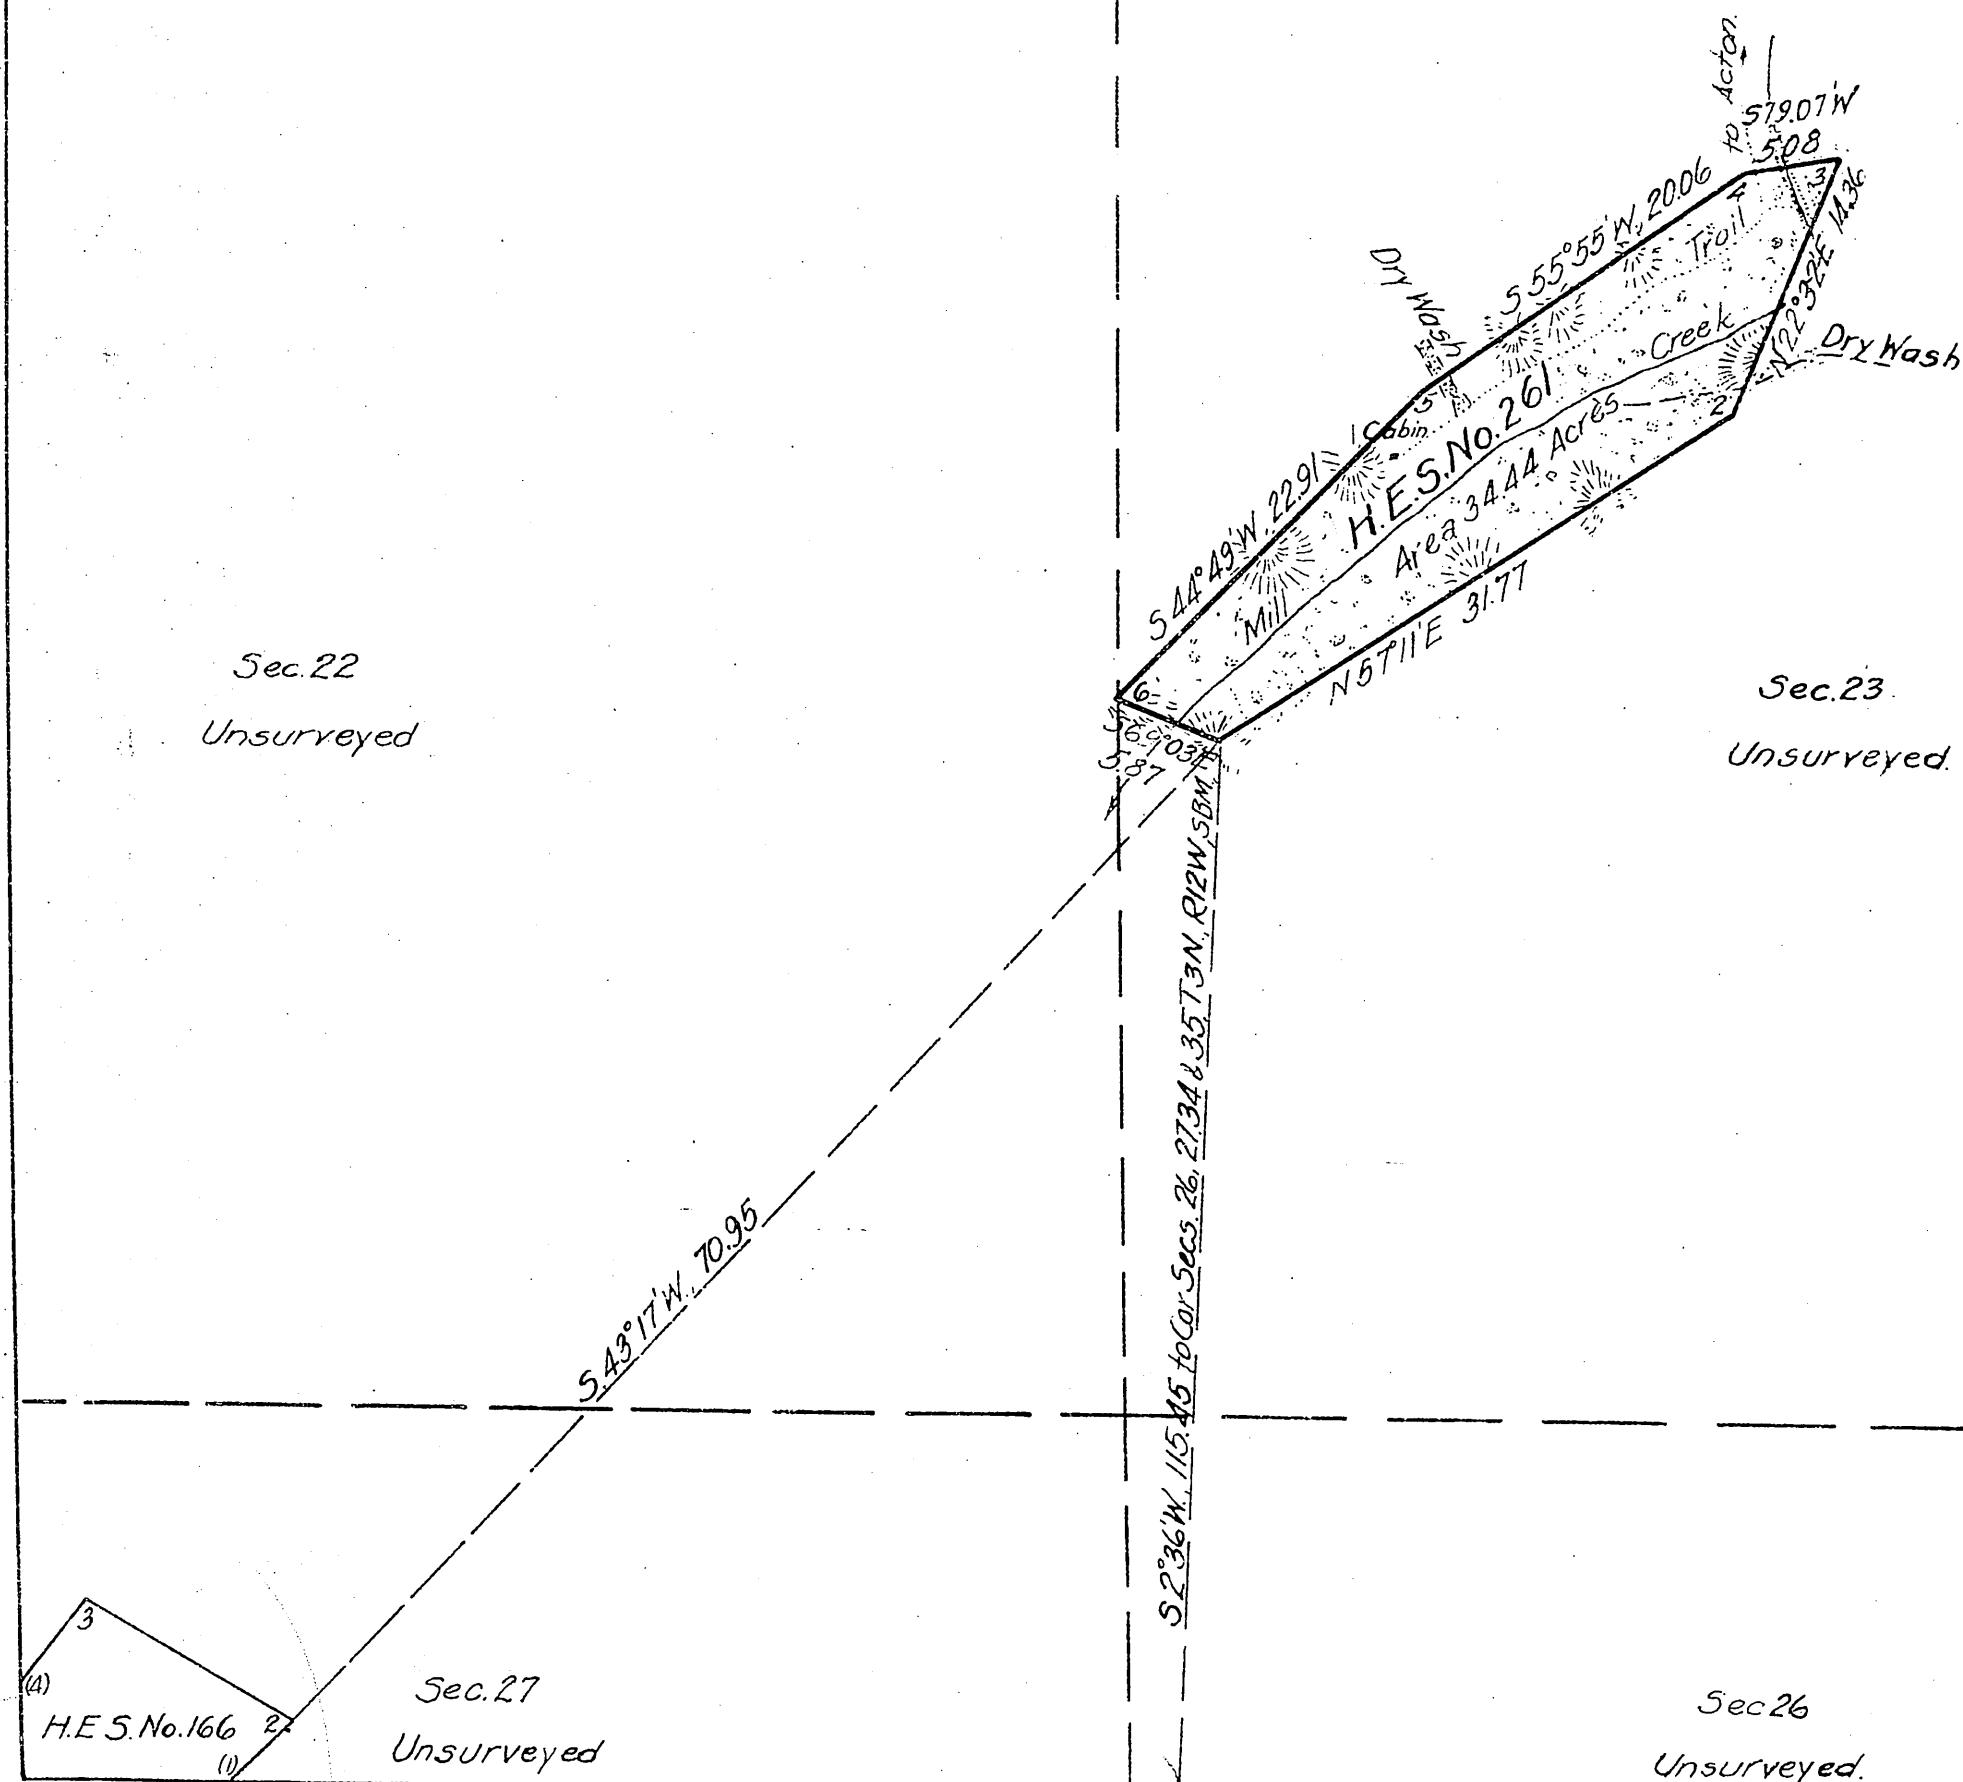 to Acton.
S79.07'W
5.08
3
4
14.36
S 55°55'W, 20.06
Trail
N22°32'E
Dry Wash
Creek
Dry Wash
2
5
Cabin
H.E.S. No. 261
Area 34.44 Acres
S 44°49'W, 22.91
Mill
N57°11'E 31.77
6
S69°03'E
5.87
Sec. 22
Unsurveyed
Sec. 23.
Unsurveyed.
S2°36'W, 115.45 to Cor Secs. 26, 27,34 & 35, T3N., R12W, SBM.
S.43°17'W., 70.95
3
(4)
H.E S. No. 166
2
(1)
Sec. 27
Unsurveyed
Sec 26
Unsurveyed.